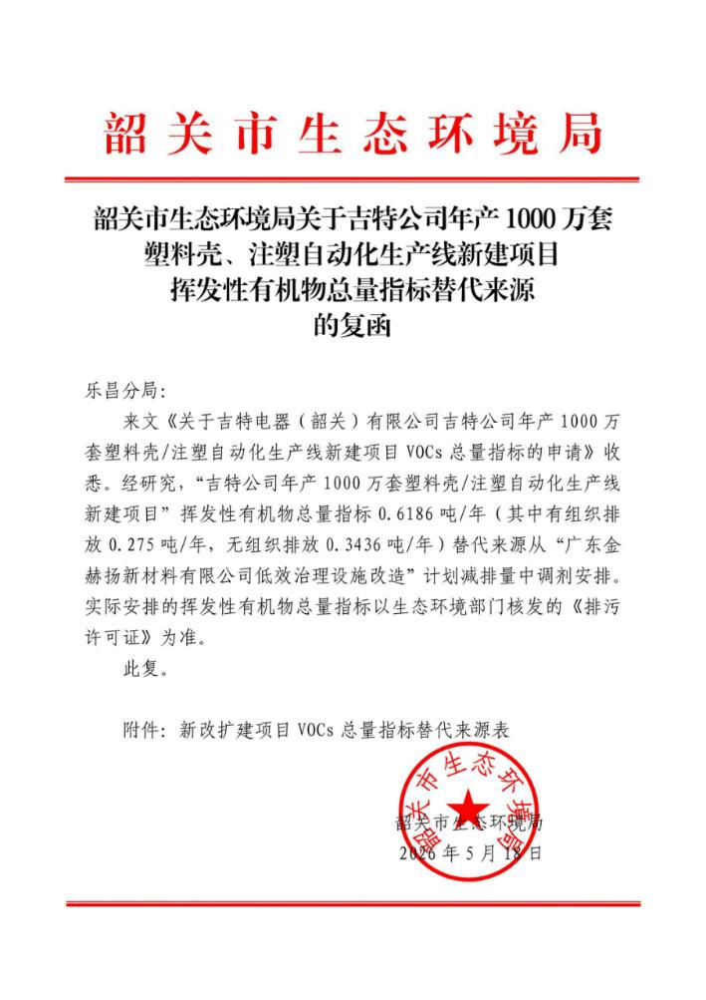 韶关市生态环境局
韶关市生态环境局关于吉特公司年产1000万套
塑料壳、注塑自动化生产线新建项目
挥发性有机物总量指标替代来源
的复函
乐昌分局:
来文《关于吉特电器（韶关）有限公司吉特公司年产1000万
套塑料壳/注塑自动化生产线新建项目VOCs总量指标的申请》收
悉。经研究，“吉特公司年产1000万套塑料壳/注塑自动化生产线
新建项目”挥发性有机物总量指标0.6186吨/年（其中有组织排
放0.275吨/年，无组织排放0.3436吨/年）替代来源从“广东金
赫扬新材料有限公司低效治理设施改造”计划减排量中调剂安排。
实际安排的挥发性有机物总量指标以生态环境部门核发的《排污
许可证》为准。
此复。
附件: 新改扩建项目VOCs总量指标替代来源表
韶关市生态环境局
韶关市生态环境局
2026年5月18日